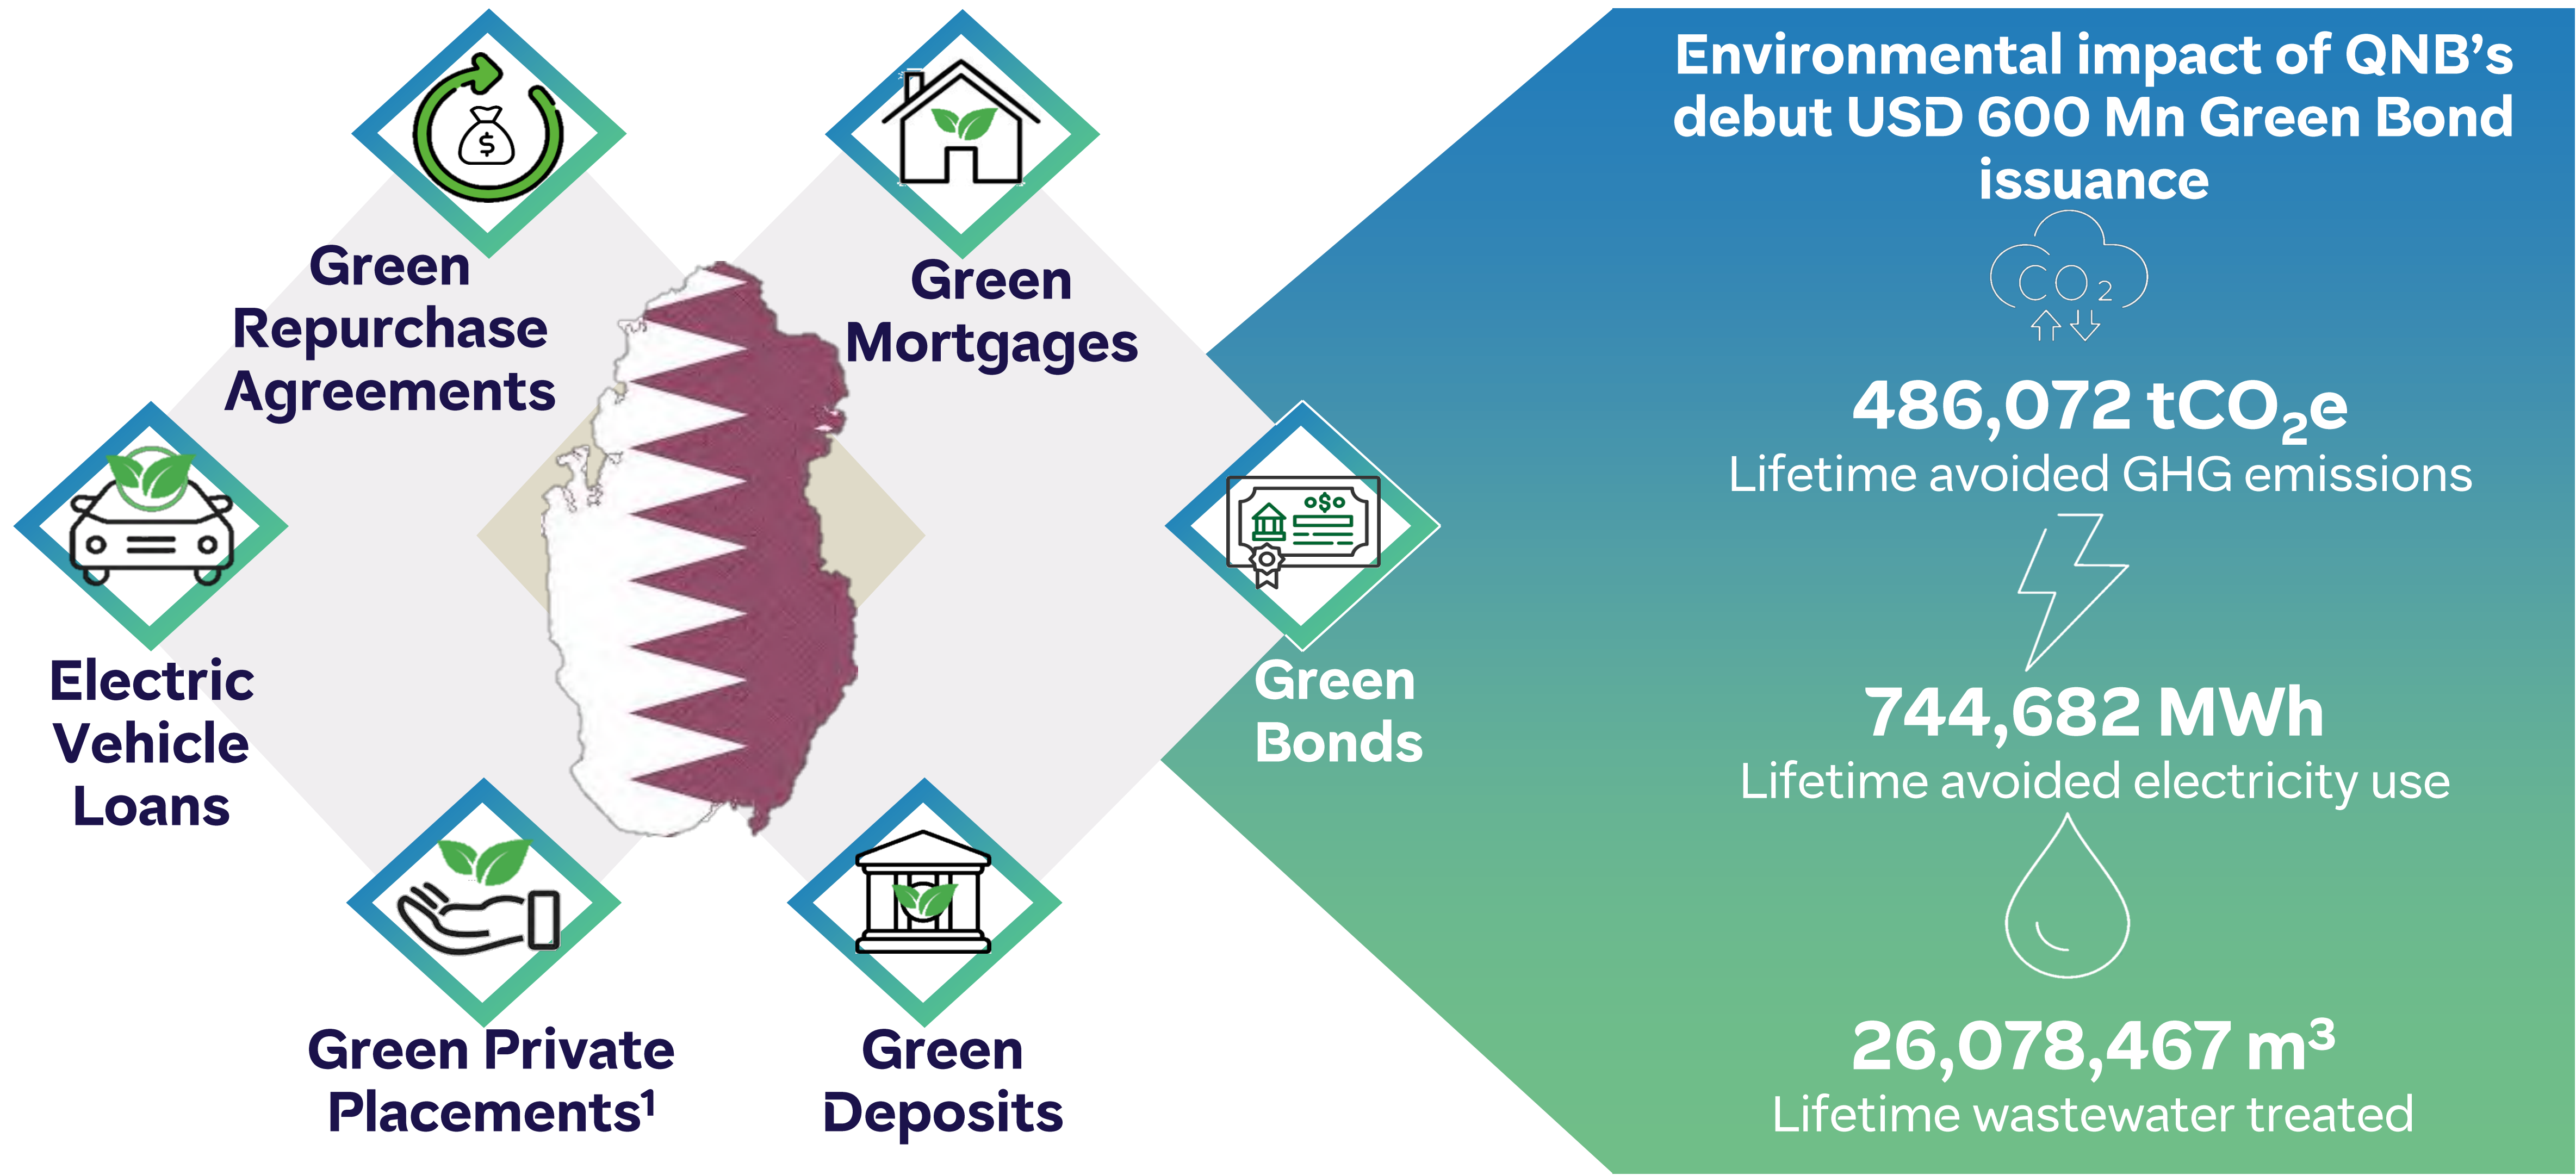 Green
Repurchase
Agreements
Green
Mortgages
Electric
Vehicle
Loans
Green
Bonds
Green Private
Placements¹
Green
Deposits
Environmental impact of QNB’s
debut USD 600 Mn Green Bond
issuance
CO₂
486,072 tCO₂e
Lifetime avoided GHG emissions
744,682 MWh
Lifetime avoided electricity use
26,078,467 m³
Lifetime wastewater treated
$
$